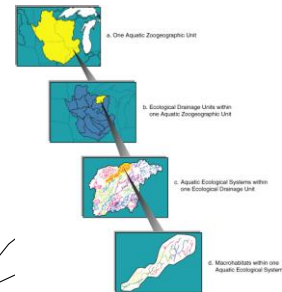 a. One Aquatic Zoogeographic Unit
b. Ecological Drainage Units within
one Aquatic Zoogeographic Unit
c. Aquatic Ecological Systems within
one Ecological Drainage Unit
d. Macrohabitats within one
Aquatic Ecological System